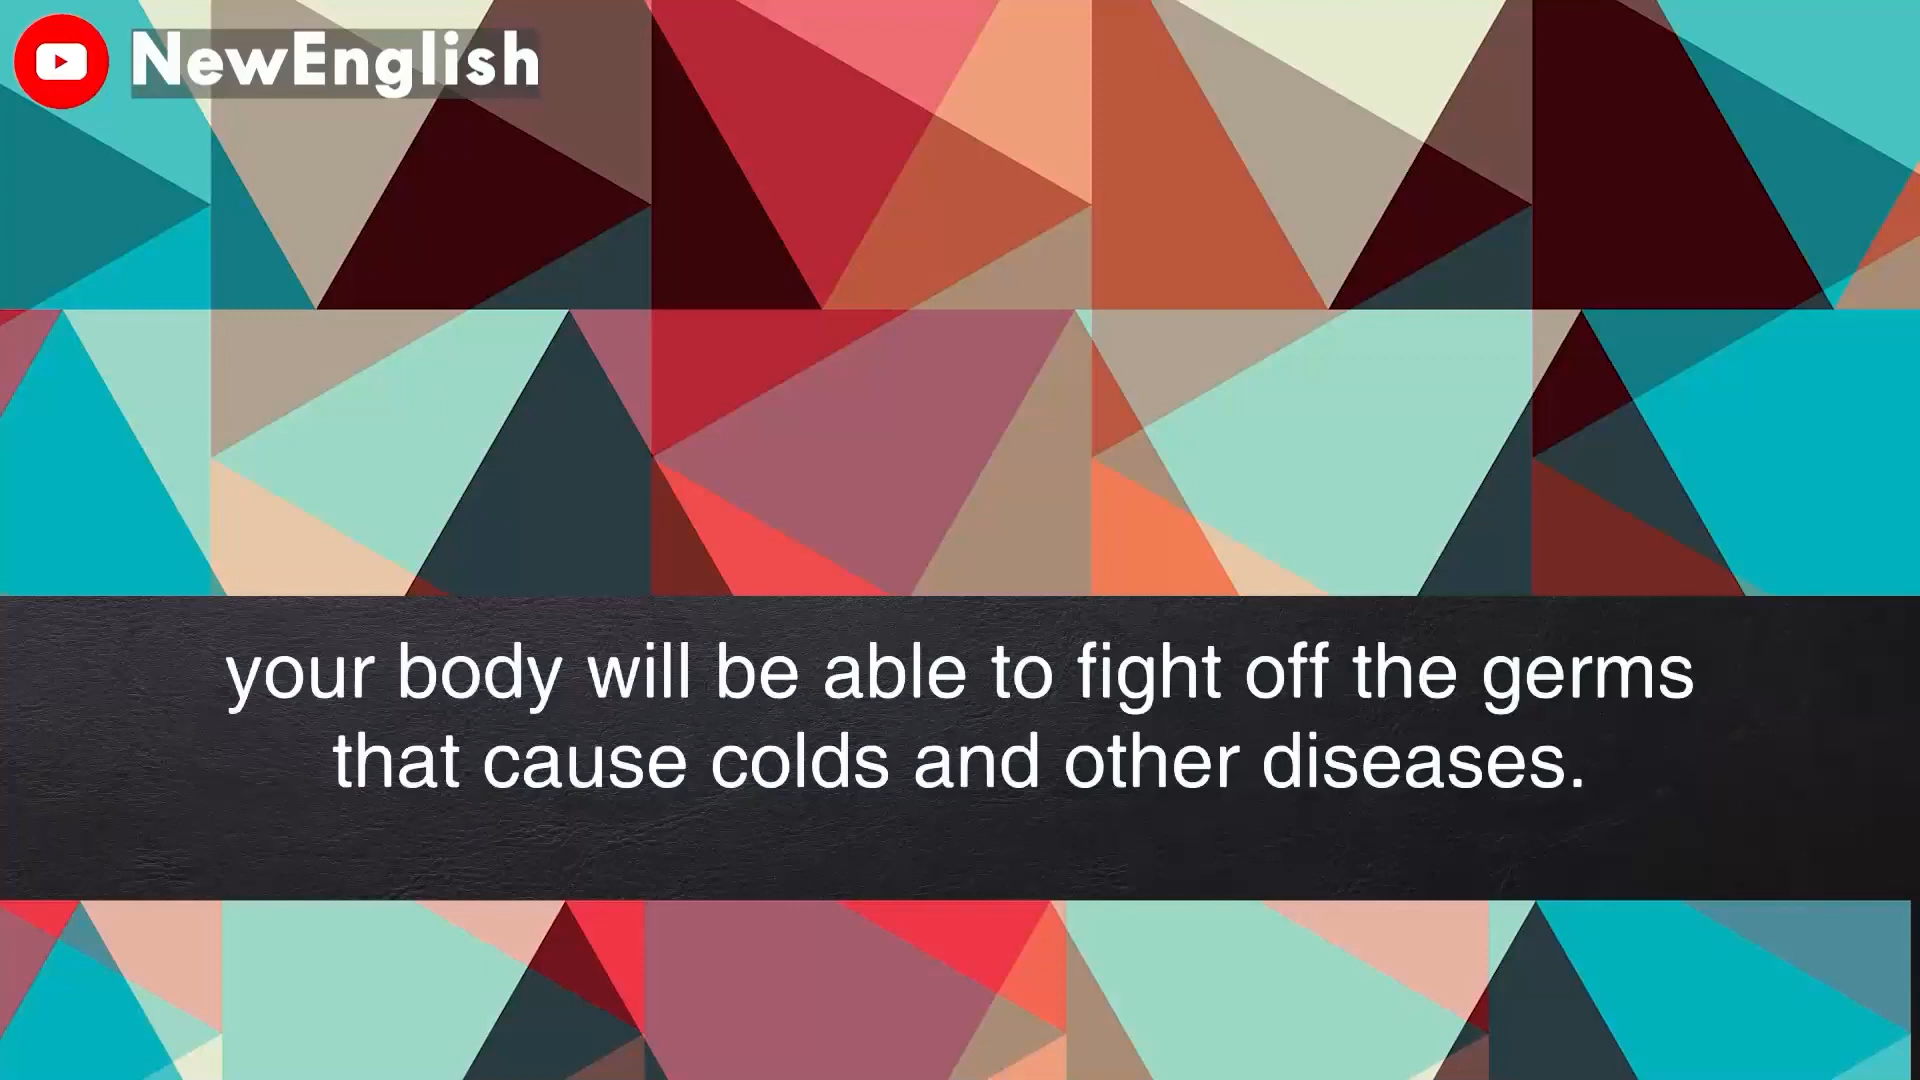 NewEnglish
your body will be able to fight off the germs
that cause colds and other diseases.